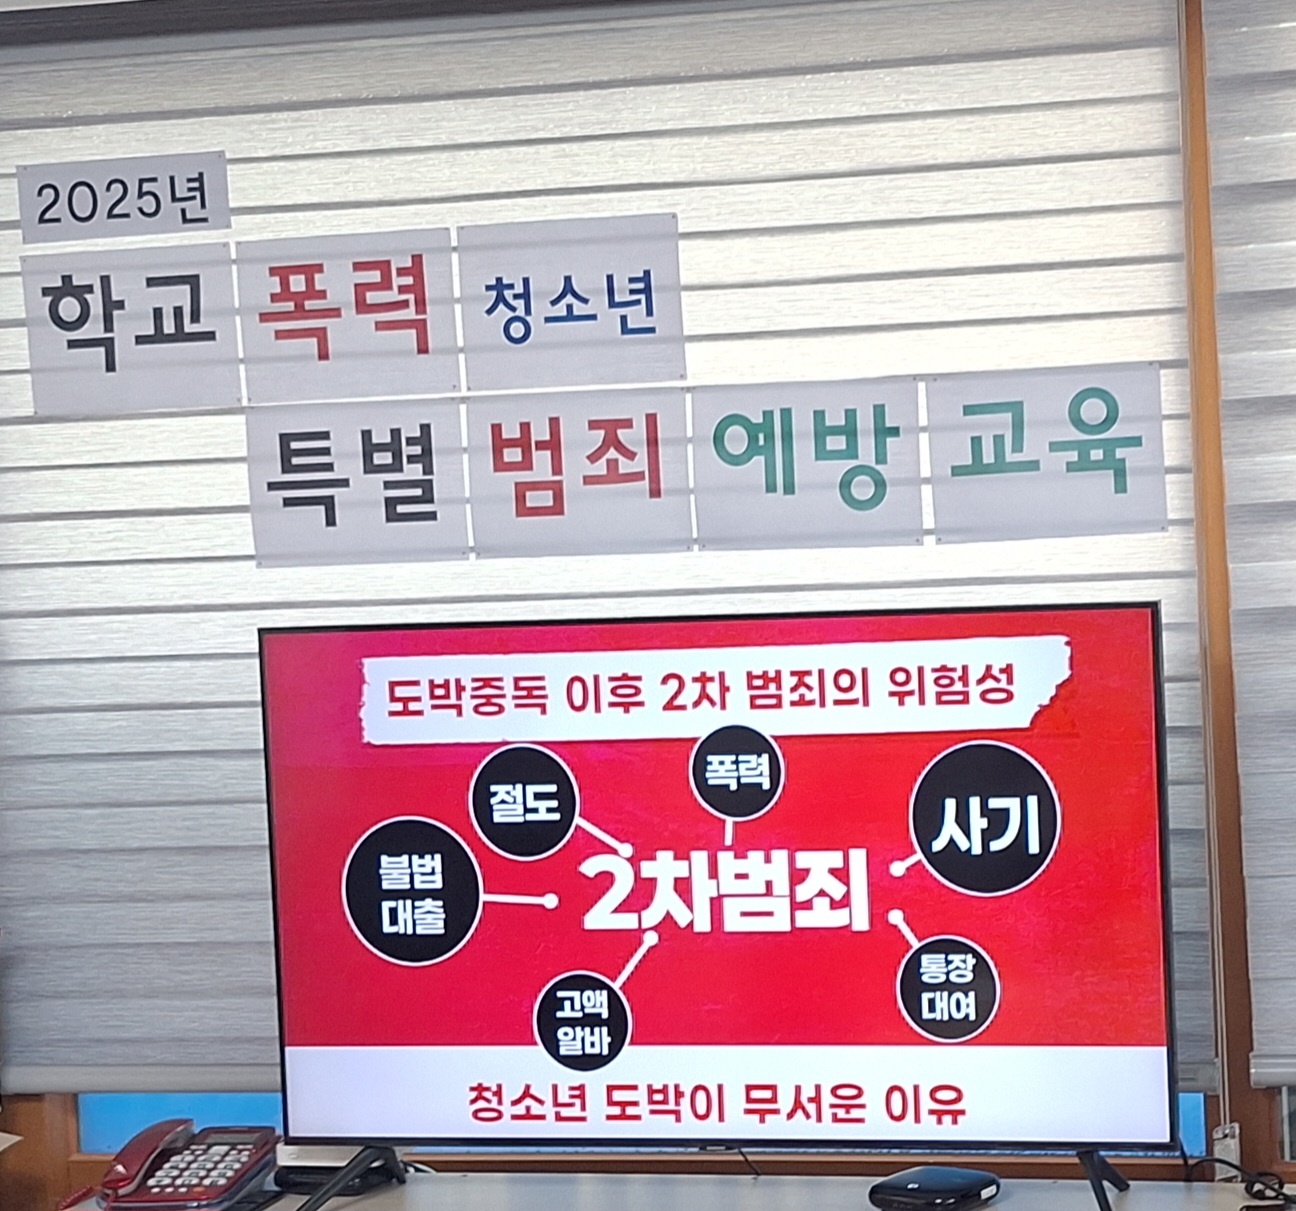 2025년
학교 폭력 청소년
특별 범죄 예방 교육
도박중독 이후 2차 범죄의 위험성
절도
폭력
사기
불법
대출
2차범죄
고액
알바
통장
대여
청소년 도박이 무서운 이유